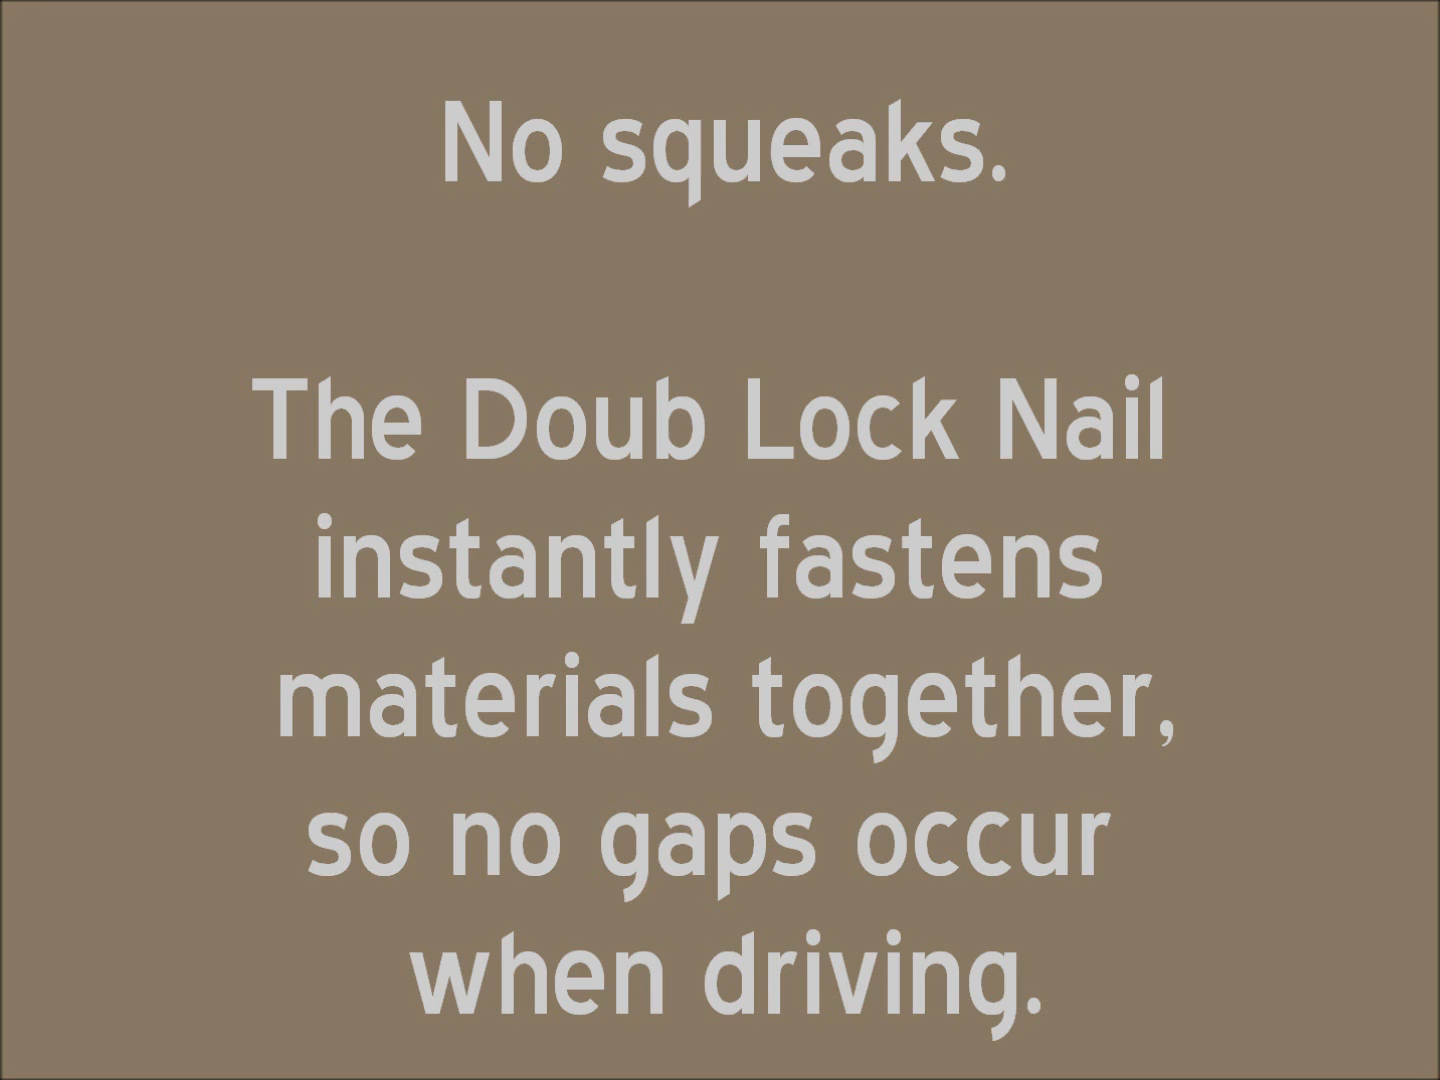 No squeaks.
The Doub Lock Nail
instantly fastens
materials together,
so no gaps occur
when driving.